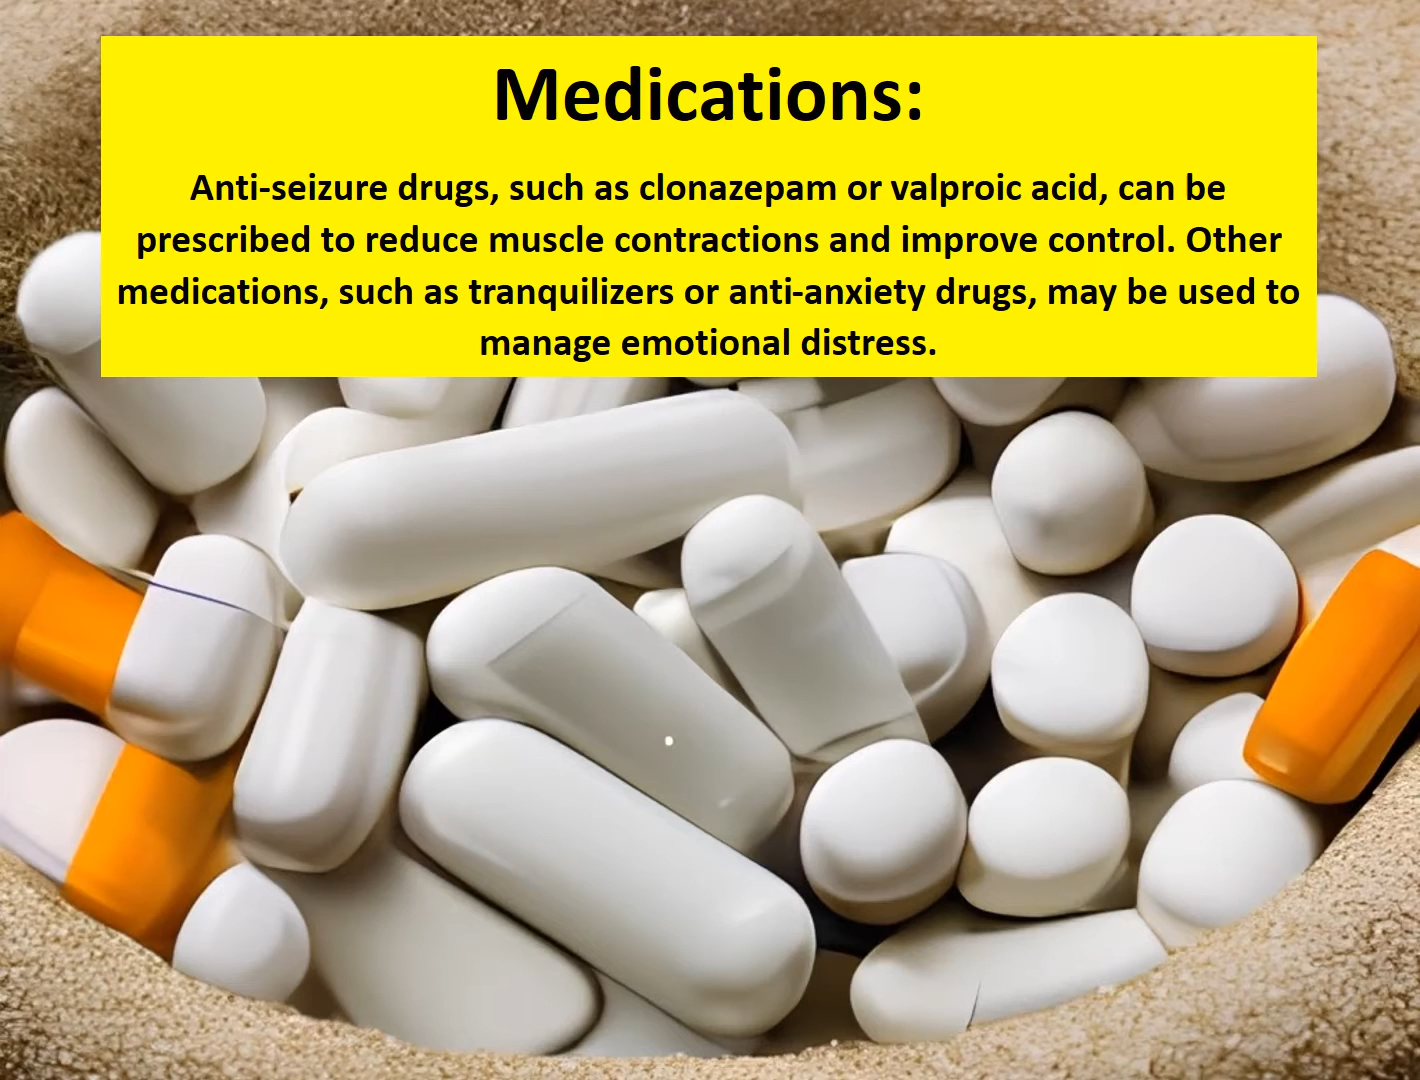 Medications:
Anti-seizure drugs, such as clonazepam or valproic acid, can be
prescribed to reduce muscle contractions and improve control. Other
medications, such as tranquilizers or anti-anxiety drugs, may be used to
manage emotional distress.